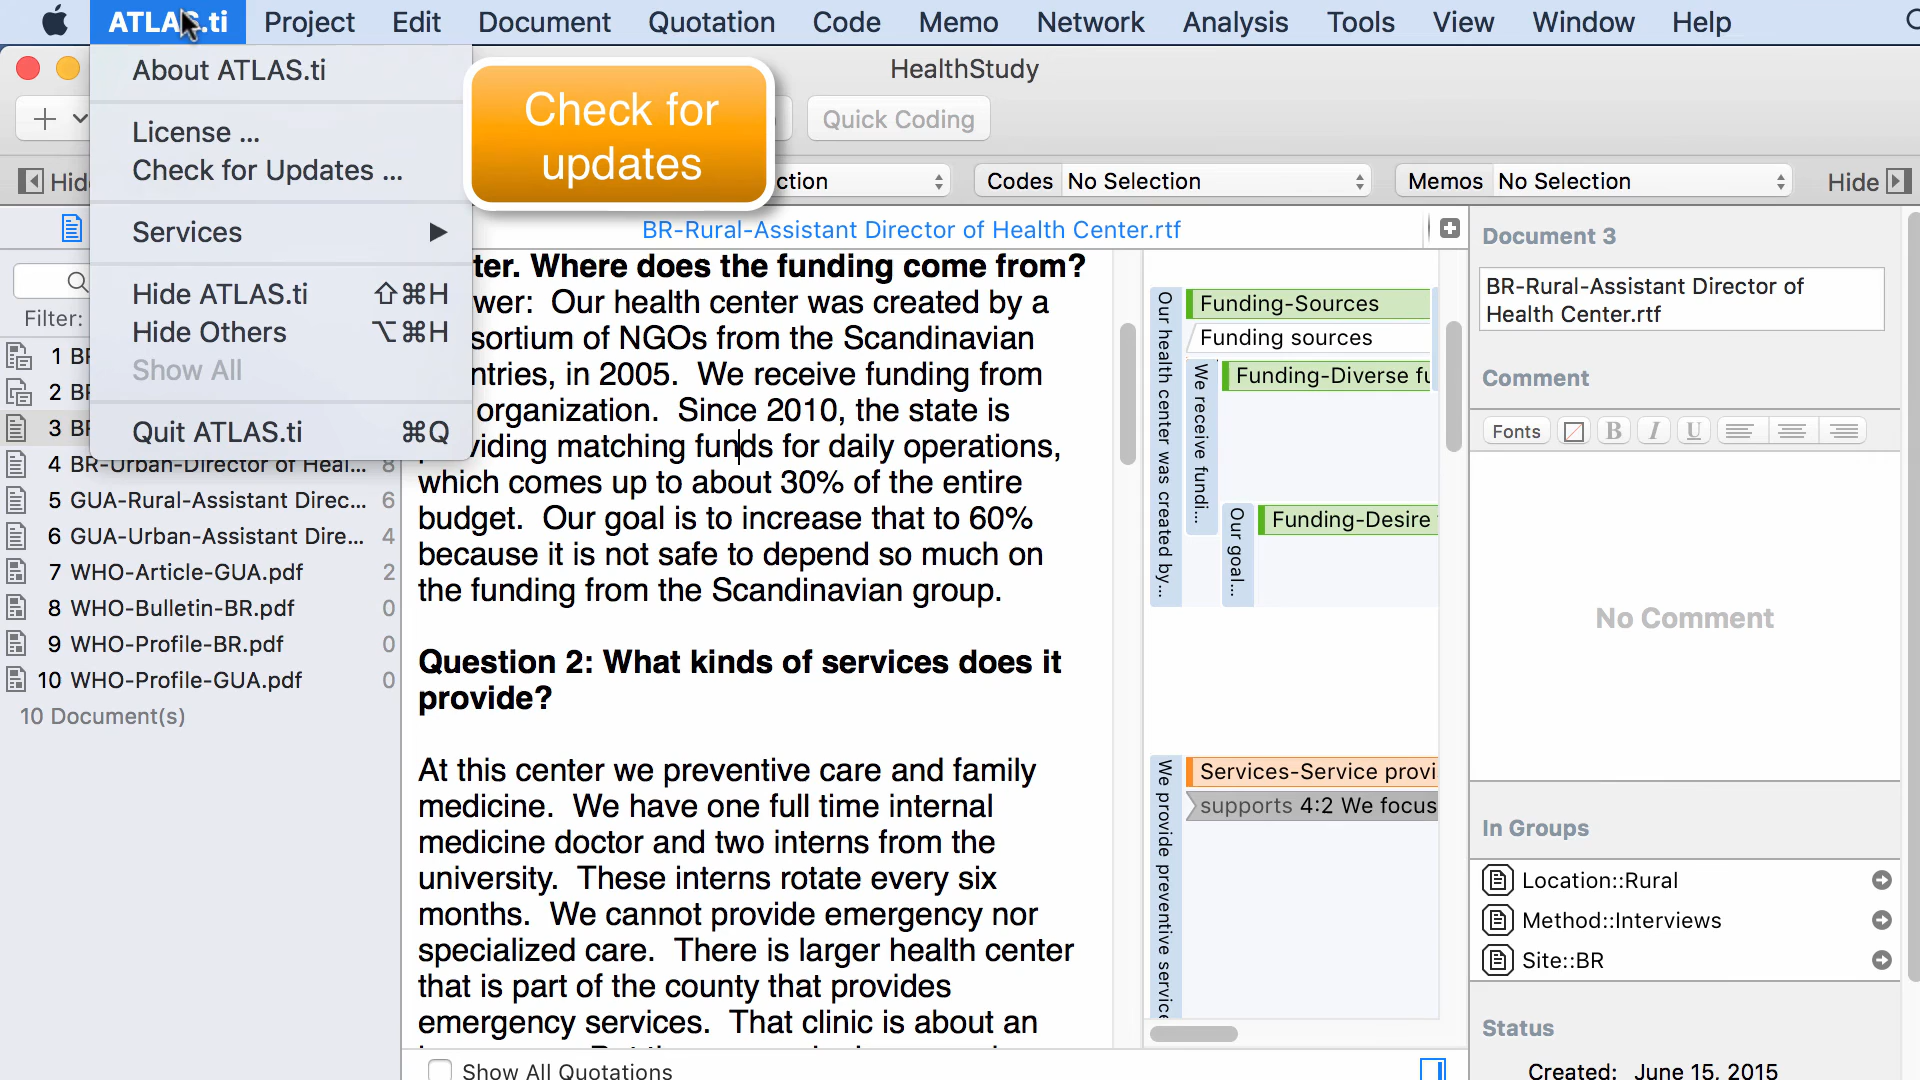 ATLAS.ti Project Edit Document Quotation Code Memo Network Analysis Tools View Window Help
HealthStudy
About ATLAS.ti
License ...
Check for Updates ...
Services
Hide ATLAS.ti ⇧⌘H
Hide Others ⌥⌘H
Show All
Quit ATLAS.ti ⌘Q
Check for
updates
Quick Coding
Hide
ction
Codes No Selection
Memos No Selection
Hide
BR-Rural-Assistant Director of Health Center.rtf
Filter:
1 BR
2 BR
3 BR
4 BR-Urban-Director of Heal... 8
5 GUA-Rural-Assistant Direc... 6
6 GUA-Urban-Assistant Dire... 4
7 WHO-Article-GUA.pdf 2
8 WHO-Bulletin-BR.pdf 0
9 WHO-Profile-BR.pdf 0
10 WHO-Profile-GUA.pdf 0
10 Document(s)
ter. Where does the funding come from?
wer: Our health center was created by a
sortium of NGOs from the Scandinavian
ntries, in 2005. We receive funding from
organization. Since 2010, the state is
viding matching funds for daily operations,
which comes up to about 30% of the entire
budget. Our goal is to increase that to 60%
because it is not safe to depend so much on
the funding from the Scandinavian group.
Question 2: What kinds of services does it
provide?
At this center we preventive care and family
medicine. We have one full time internal
medicine doctor and two interns from the
university. These interns rotate every six
months. We cannot provide emergency nor
specialized care. There is larger health center
that is part of the county that provides
emergency services. That clinic is about an
Show All Quotations
Our health center was created by...
Funding-Sources
Funding sources
We receive fundi...
Funding-Diverse fu
Our goal...
Funding-Desire
We provide preventive service
Services-Service provi
supports 4:2 We focus
Document 3
BR-Rural-Assistant Director of
Health Center.rtf
Comment
Fonts B I U
No Comment
In Groups
Location::Rural
Method::Interviews
Site::BR
Status
Created: June 15, 2015